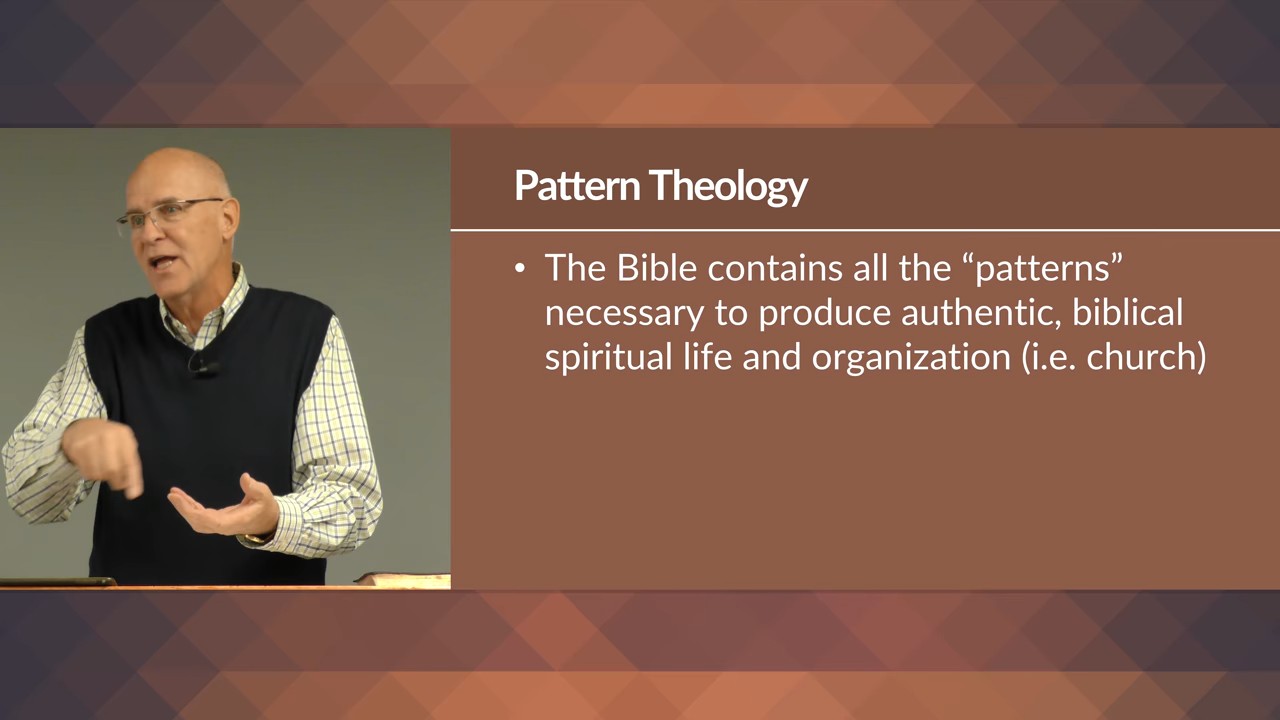 Pattern Theology
• The Bible contains all the “patterns”
necessary to produce authentic, biblical
spiritual life and organization (i.e. church)